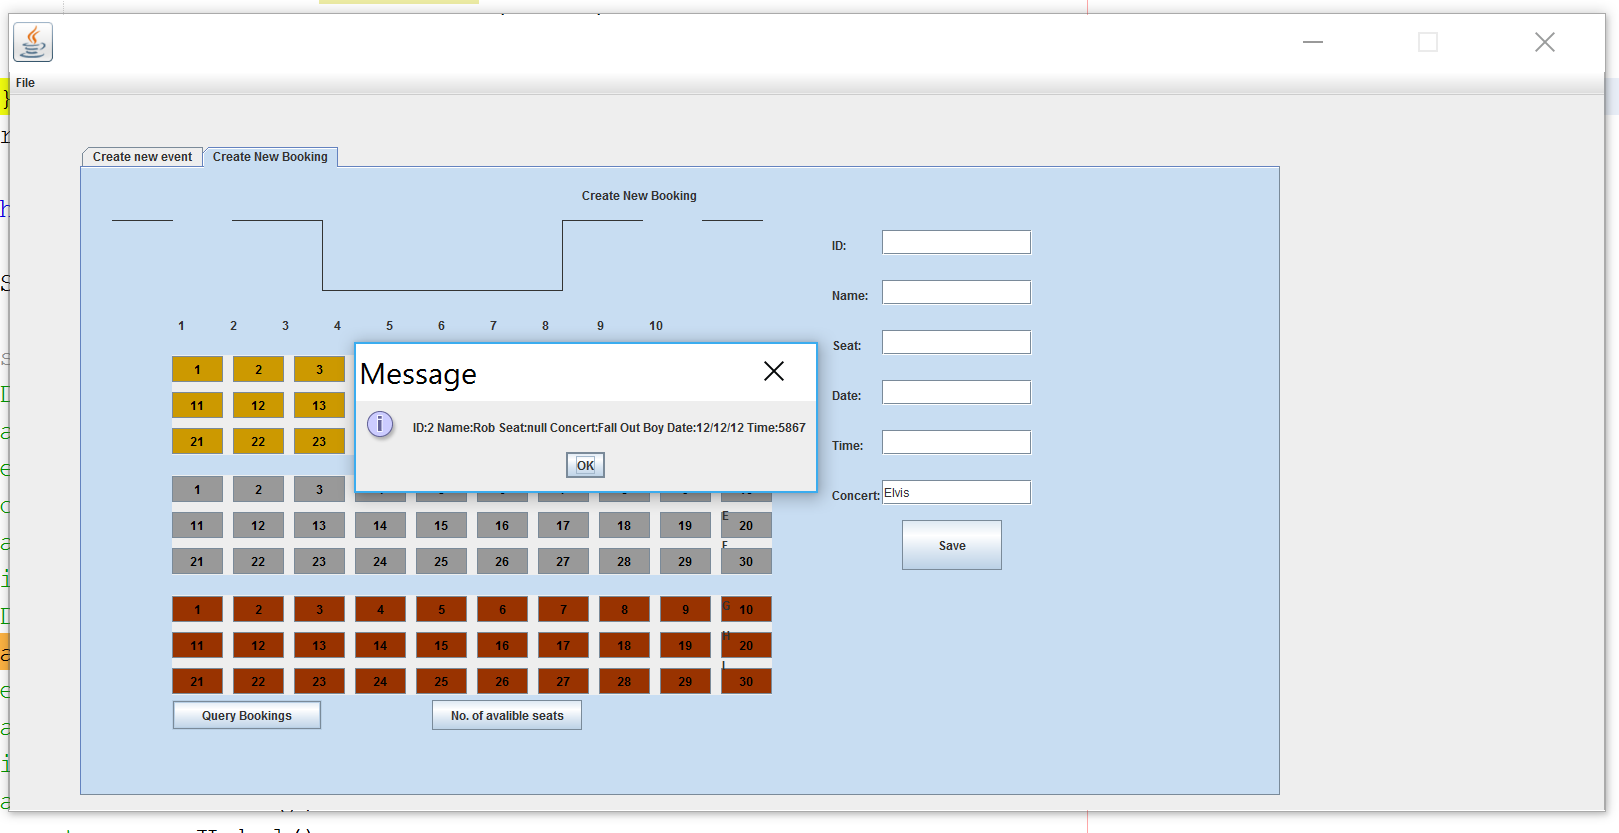 File
Create new event Create New Booking
Create New Booking
ID:
Name:
1 2 3 4 5 6 7 8 9 10
Seat:
1 2 3
Message
Date:
11 12 13
ID:2 Name:Rob Seat:null Concert:Fall Out Boy Date:12/12/12 Time:5867
21 22 23
Time:
OK
1 2 3
Concert: Elvis
E
11 12 13 14 15 16 17 18 19 20
F
Save
21 22 23 24 25 26 27 28 29 30
G
1 2 3 4 5 6 7 8 9 10
H
11 12 13 14 15 16 17 18 19 20
I
21 22 23 24 25 26 27 28 29 30
Query Bookings No. of avalible seats